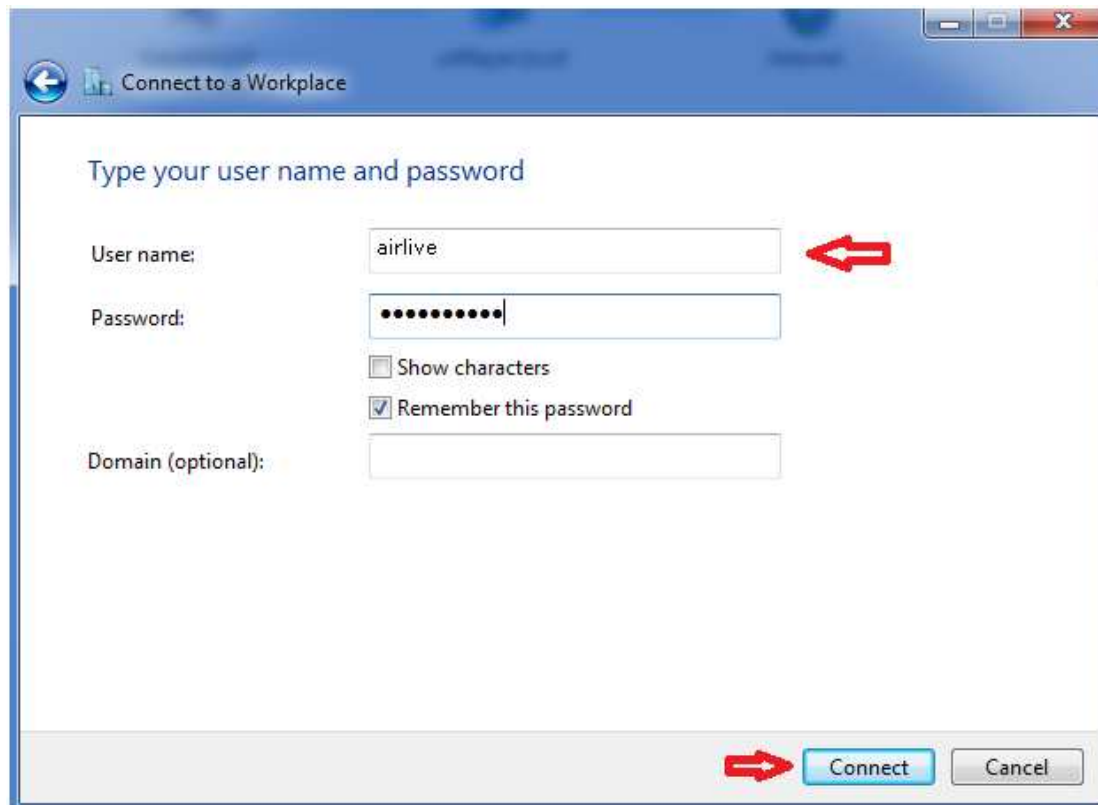 Connect to a Workplace
Type your user name and password
User name: airlive
Password: ••••••••••
Show characters
Remember this password
Domain (optional):
Connect Cancel